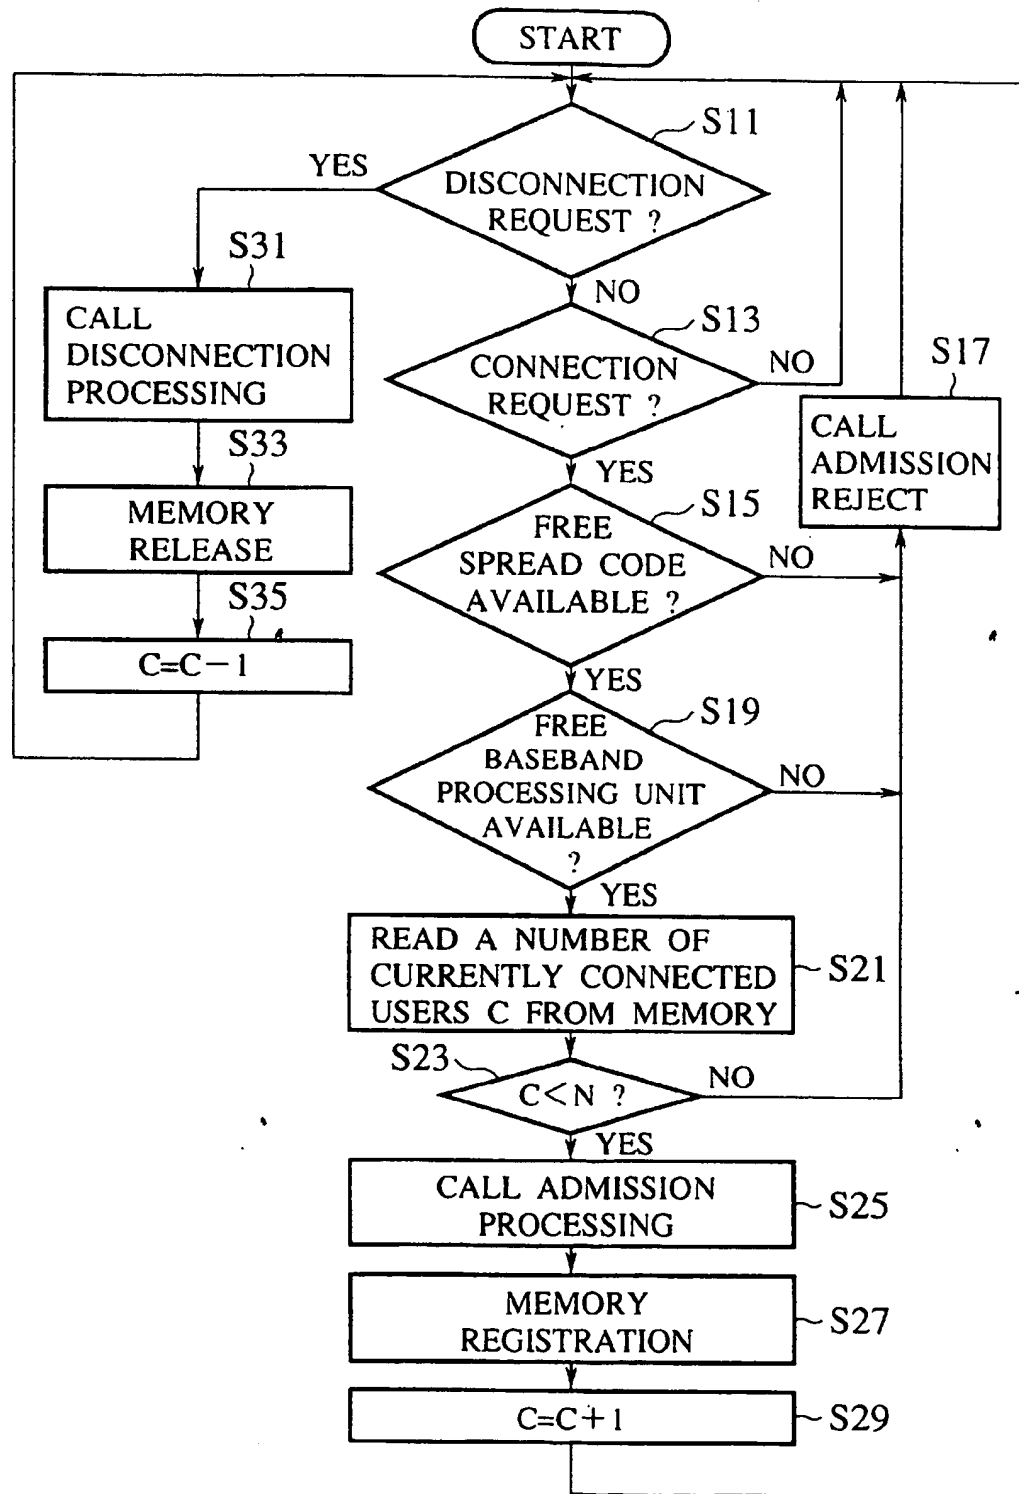 START
S11
YES
DISCONNECTION
REQUEST ?
NO
S31
CALL
DISCONNECTION
PROCESSING
S13
CONNECTION
REQUEST ?
NO
S17
CALL
ADMISSION
REJECT
YES
S33
MEMORY
RELEASE
S15
FREE
SPREAD CODE
AVAILABLE ?
NO
S35
C=C-1
YES
S19
FREE
BASEBAND
PROCESSING UNIT
AVAILABLE
?
NO
YES
READ A NUMBER OF
CURRENTLY CONNECTED
USERS C FROM MEMORY
S21
S23
C<N ?
NO
YES
CALL ADMISSION
PROCESSING
S25
MEMORY
REGISTRATION
S27
C=C+1
S29